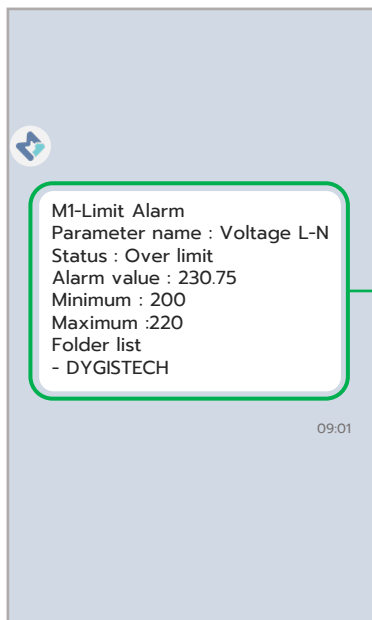 M1-Limit Alarm
Parameter name : Voltage L-N
Status : Over limit
Alarm value : 230.75
Minimum : 200
Maximum :220
Folder list
- DYGISTECH
09:01